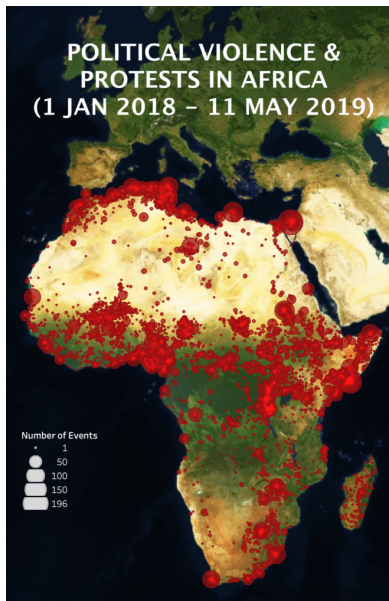 POLITICAL VIOLENCE &
PROTESTS IN AFRICA
(1 JAN 2018 – 11 MAY 2019)
Number of Events
1
50
100
150
196